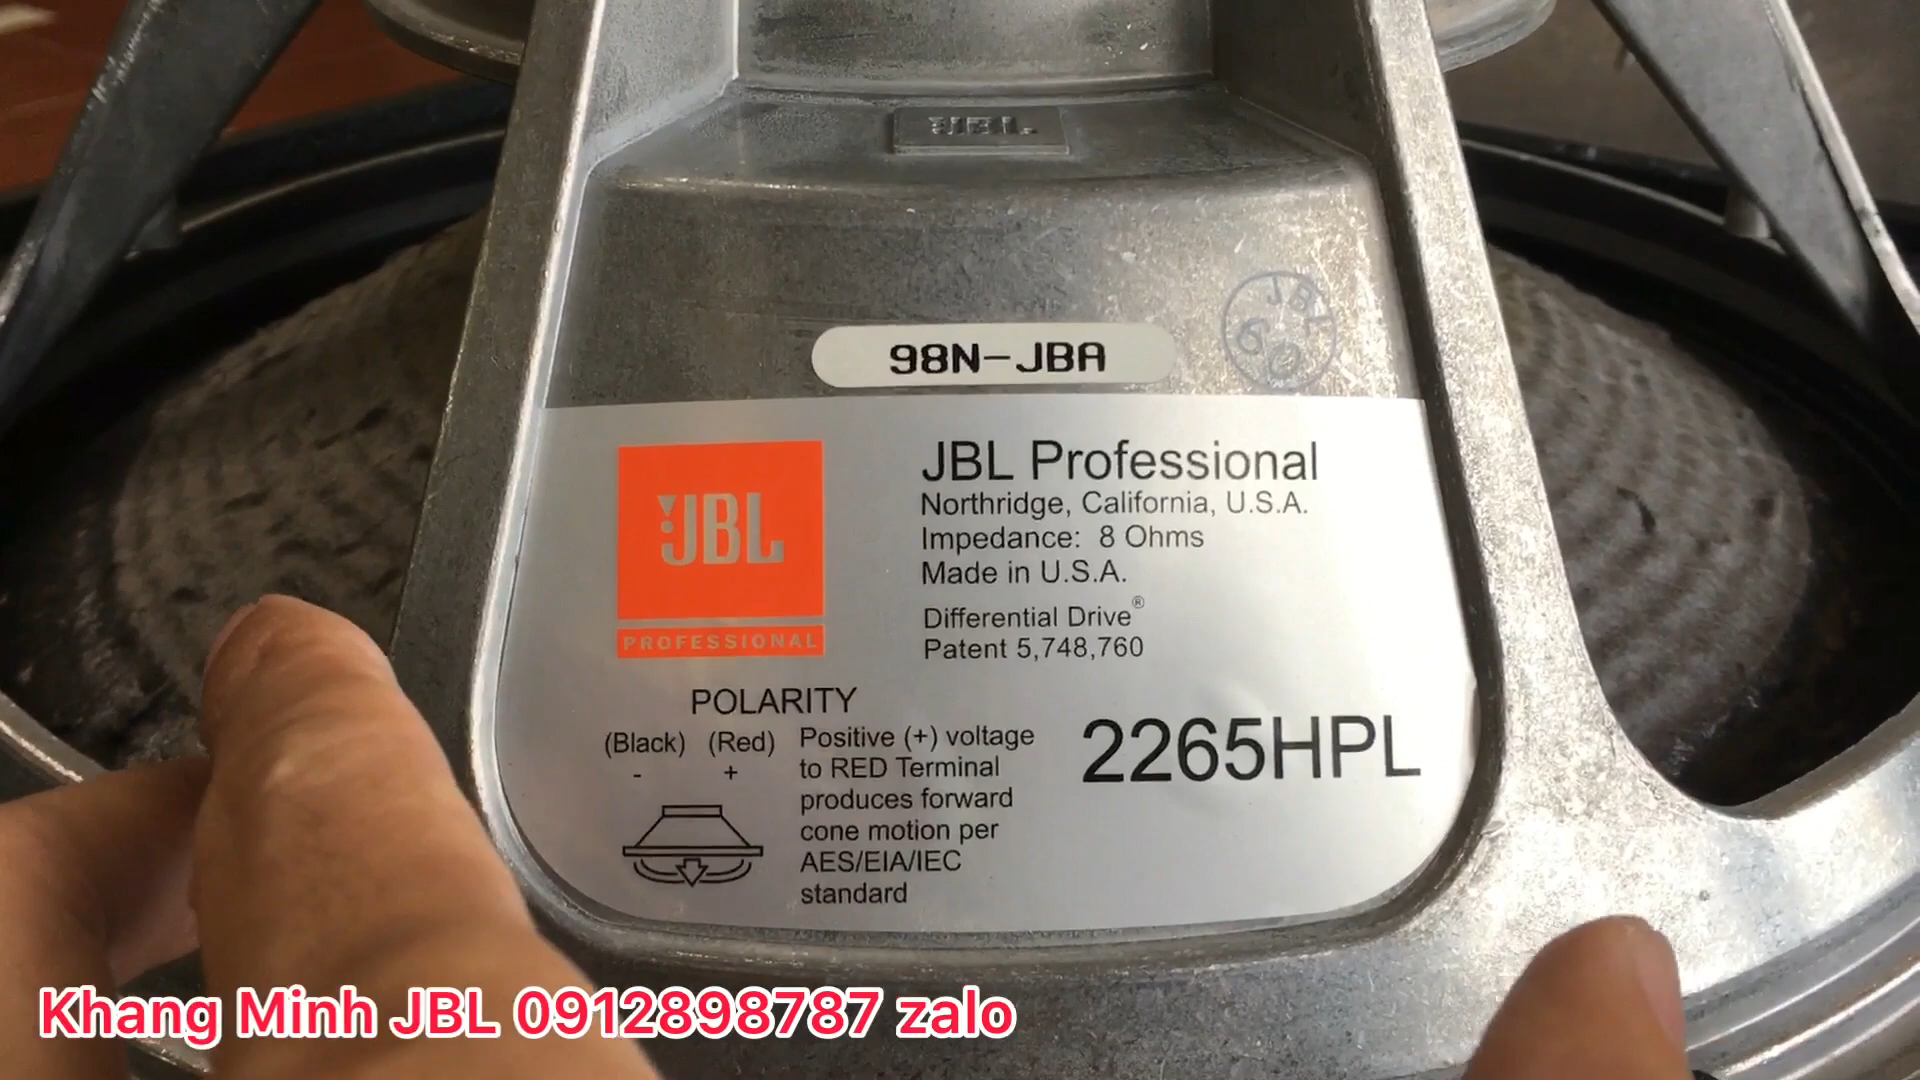 JBL
98N-JBA
JBL
60
JBL
PROFESSIONAL
JBL Professional
Northridge, California, U.S.A.
Impedance: 8 Ohms
Made in U.S.A.
Differential Drive®
Patent 5,748,760
POLARITY
(Black) (Red)
- +
Positive (+) voltage
to RED Terminal
produces forward
cone motion per
AES/EIA/IEC
standard
2265HPL
Khang Minh JBL 0912898787 zalo